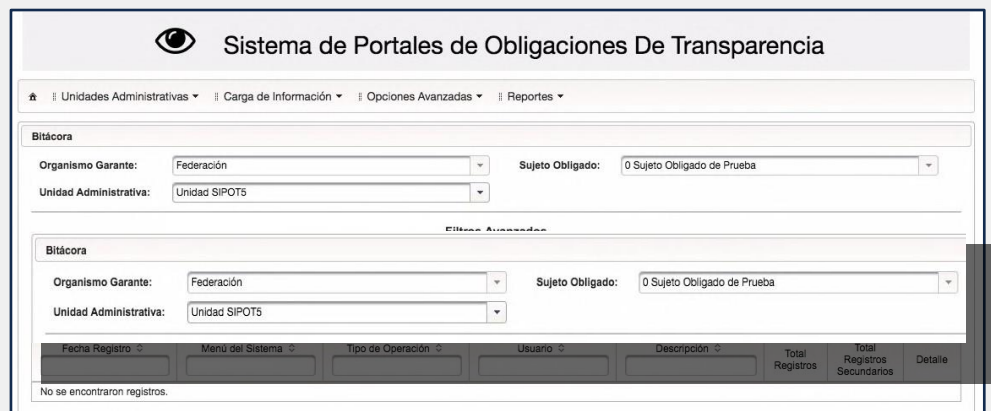 Sistema de Portales de Obligaciones De Transparencia
Unidades Administrativas Carga de Información Opciones Avanzadas Reportes
Bitácora
Organismo Garante: Federación Sujeto Obligado: 0 Sujeto Obligado de Prueba
Unidad Administrativa: Unidad SIPOT5
Filtros Avanzados
Bitácora
Organismo Garante: Federación Sujeto Obligado: 0 Sujeto Obligado de Prueba
Unidad Administrativa: Unidad SIPOT5
Fecha Registro Menú del Sistema Tipo de Operación Usuario Descripción Total Registros Total Registros Secundarios Detalle
No se encontraron registros.